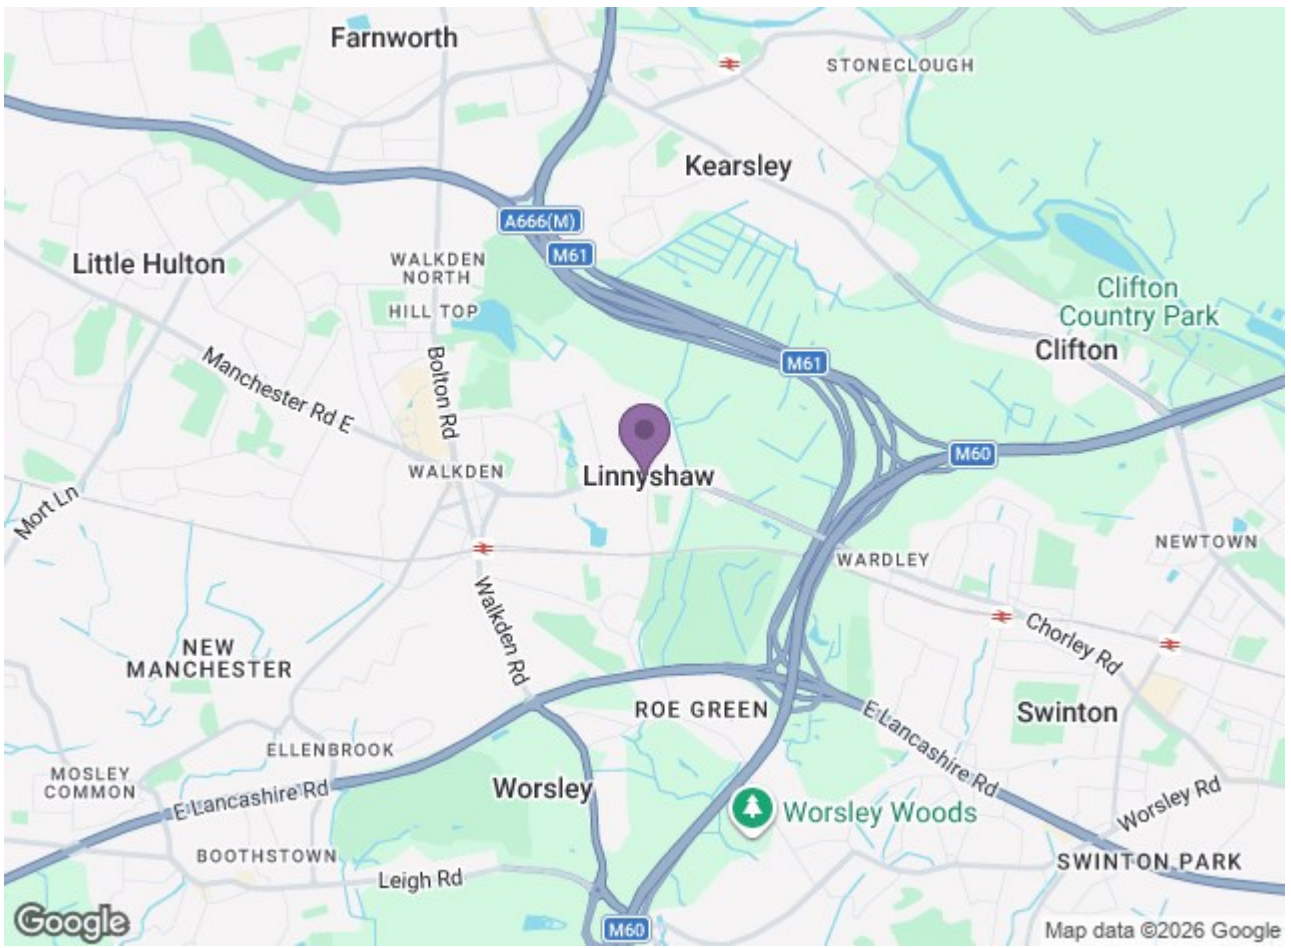 Farnworth
STONECLOUGH
Kearsley
A666(M)
M61
Little Hulton
WALKDEN
NORTH
HILL TOP
Clifton
Country Park
Clifton
M61
Manchester Rd E
Bolton Rd
M60
WALKDEN
Linnyshaw
Mort Ln
WARDLEY
NEWTOWN
Walkden Rd
Chorley Rd
NEW
MANCHESTER
ROE GREEN
Swinton
E Lancashire Rd
ELLENBROOK
MOSLEY
COMMON
E Lancashire Rd
Worsley
Worsley Woods
Worsley Rd
BOOTHSTOWN
Leigh Rd
SWINTON PARK
Google
M60
Map data ©2026 Google